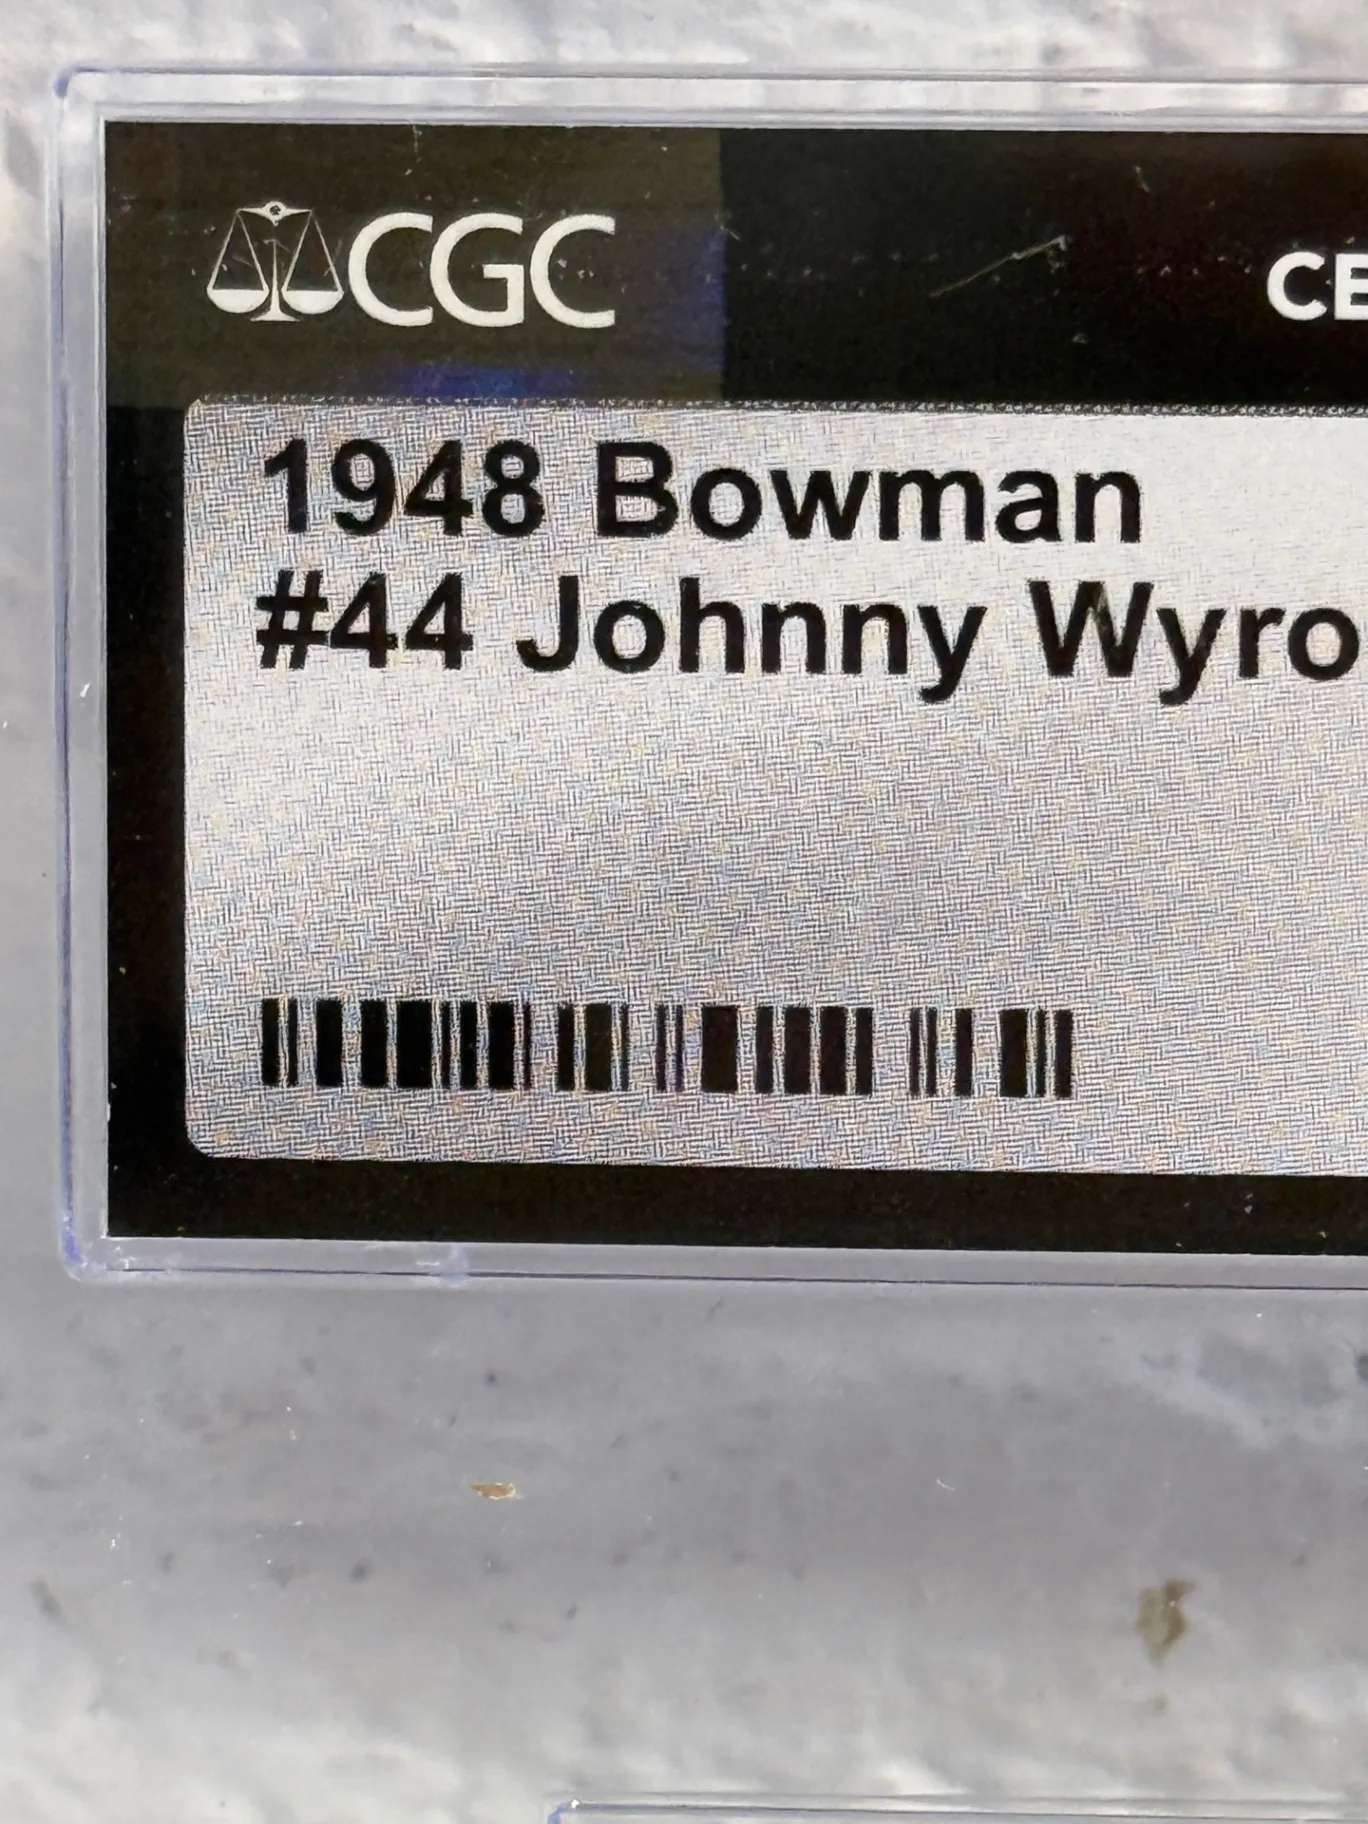 CGC
CE
1948 Bowman
#44 Johnny Wyro